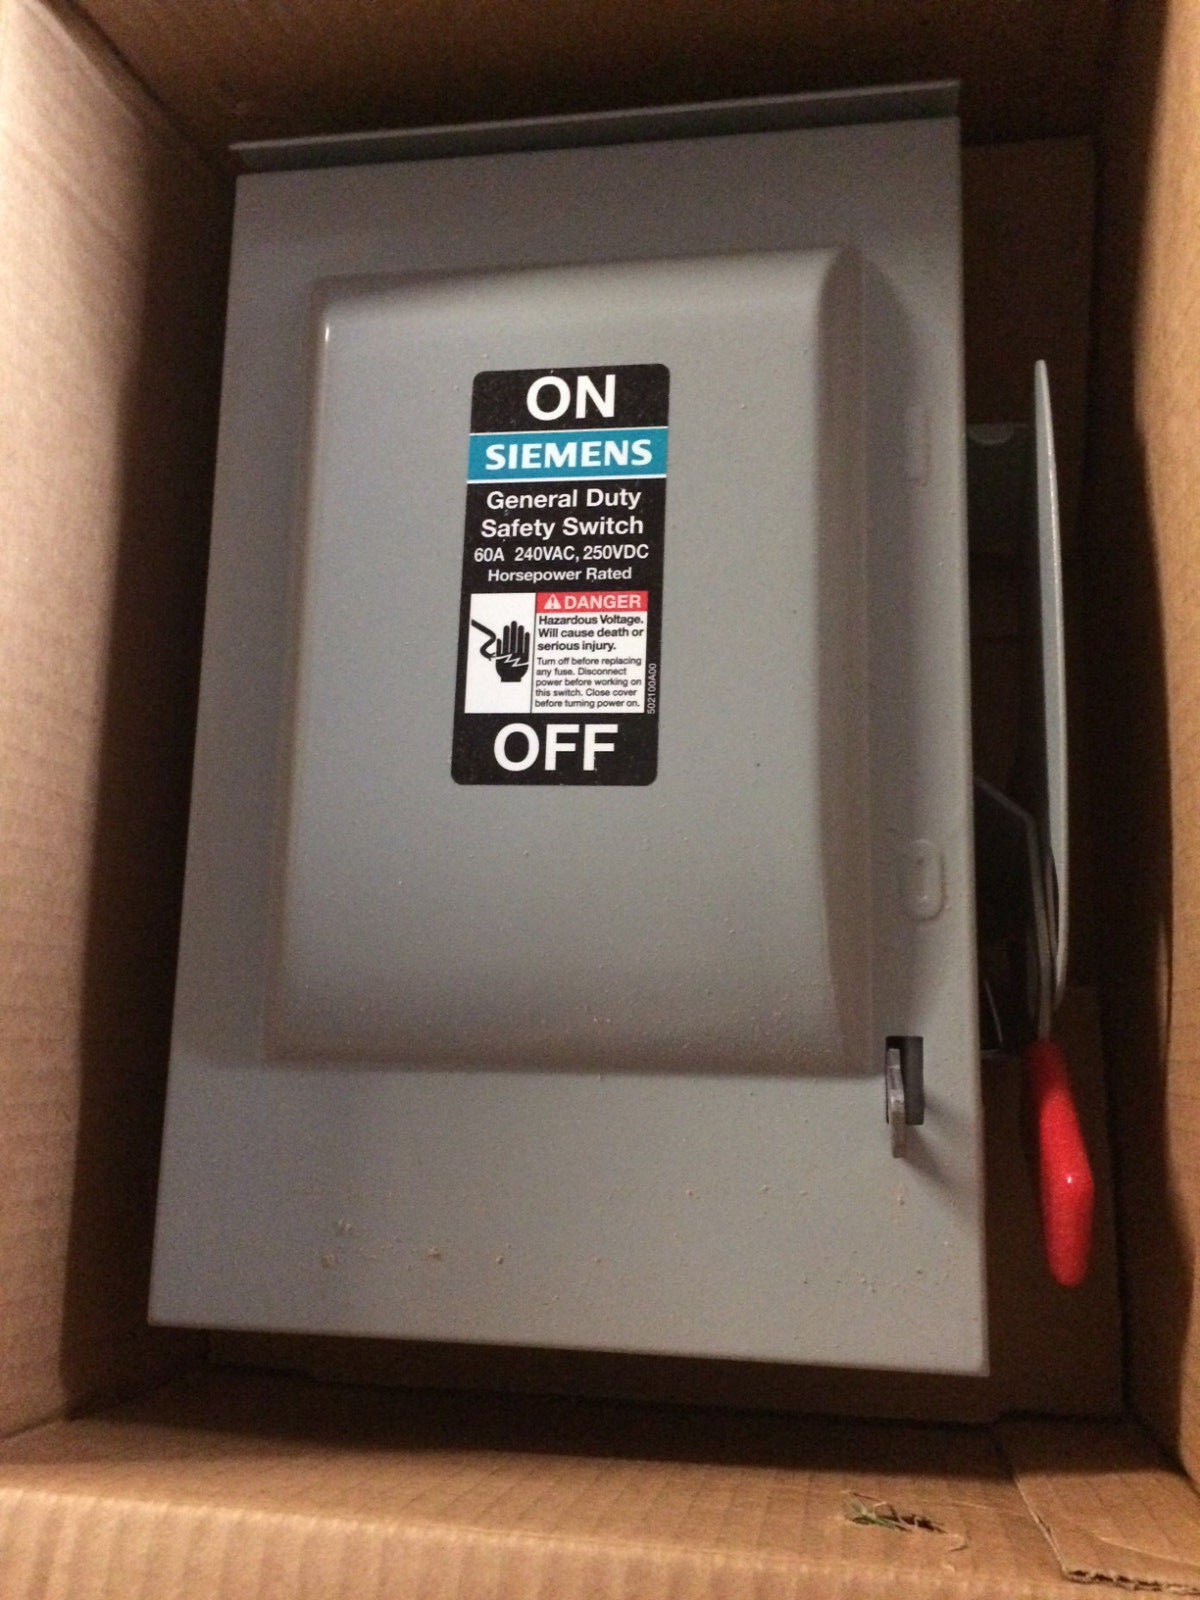 ON
SIEMENS
General Duty
Safety Switch
60A 240VAC, 250VDC
Horsepower Rated
DANGER
Hazardous Voltage.
Will cause death or
serious injury.
Turn off before replacing
any fuse. Disconnect
power before working on
this switch. Close cover
before turning power on.
502100A00
OFF